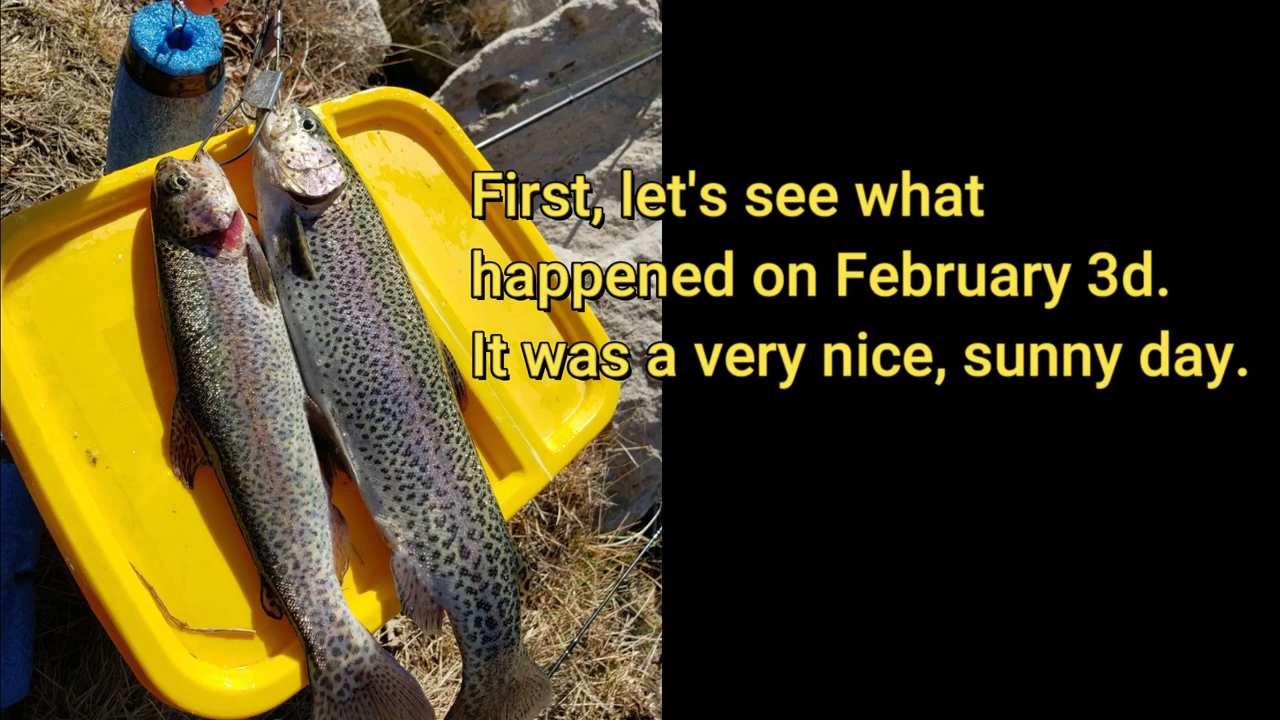 First, let's see what
happened on February 3d.
It was a very nice, sunny day.